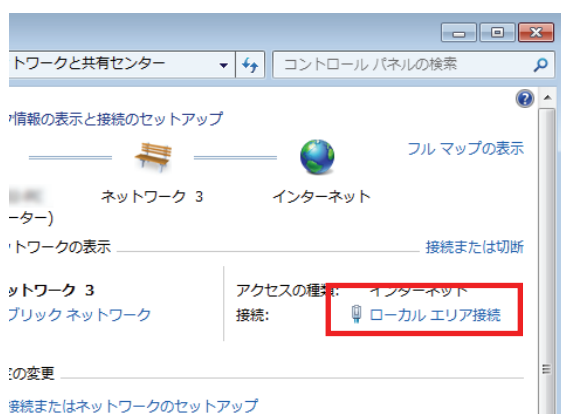 トワークと共有センター コントロール パネルの検索
情報の表示と接続のセットアップ
フル マップの表示
ネットワーク 3 インターネット
ーター)
トワークの表示 接続または切断
ットワーク 3 アクセスの種類: インターネット
ブリック ネットワーク 接続: ローカル エリア接続
の変更
接続またはネットワークのセットアップ